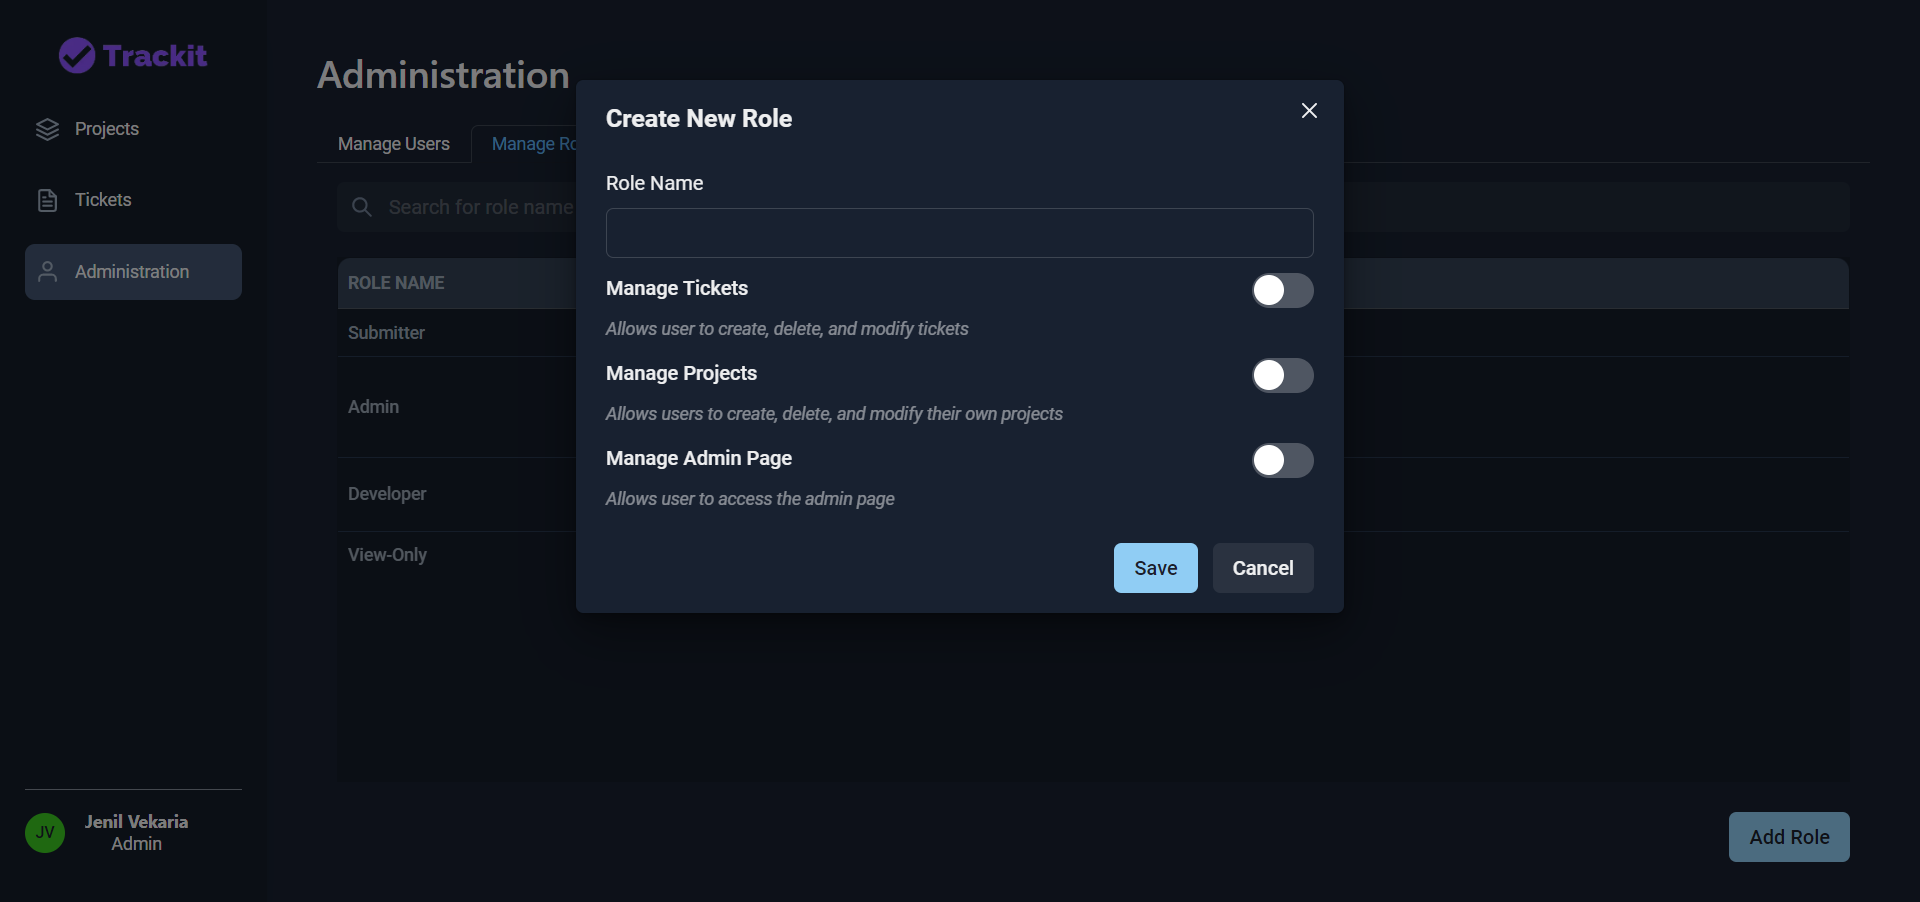 Trackit
Projects
Tickets
Administration
Jenil Vekaria
Admin
JV
Administration
Manage Users
Manage Ro
Search for role name
ROLE NAME
Submitter
Admin
Developer
View-Only
Add Role
Create New Role
Role Name
Manage Tickets
Allows user to create, delete, and modify tickets
Manage Projects
Allows users to create, delete, and modify their own projects
Manage Admin Page
Allows user to access the admin page
Save
Cancel